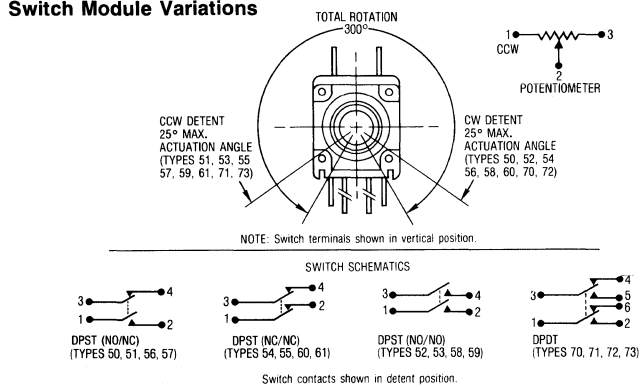 Switch Module Variations
TOTAL ROTATION
300°
1
3
CCW
2
POTENTIOMETER
CCW DETENT
25° MAX.
ACTUATION ANGLE
(TYPES 51, 53, 55
57, 59, 61, 71, 73)
CW DETENT
25° MAX.
ACTUATION ANGLE
(TYPES 50, 52, 54
56, 58, 60, 70, 72)
NOTE: Switch terminals shown in vertical position.
SWITCH SCHEMATICS
3 4
1 2
DPST (NO/NC)
(TYPES 50, 51, 56, 57)
3 4
1 2
DPST (NC/NC)
(TYPES 54, 55, 60, 61)
3 4
1 2
DPST (NO/NO)
(TYPES 52, 53, 58, 59)
4
3 5
6
1 2
DPDT
(TYPES 70, 71, 72, 73)
Switch contacts shown in detent position.